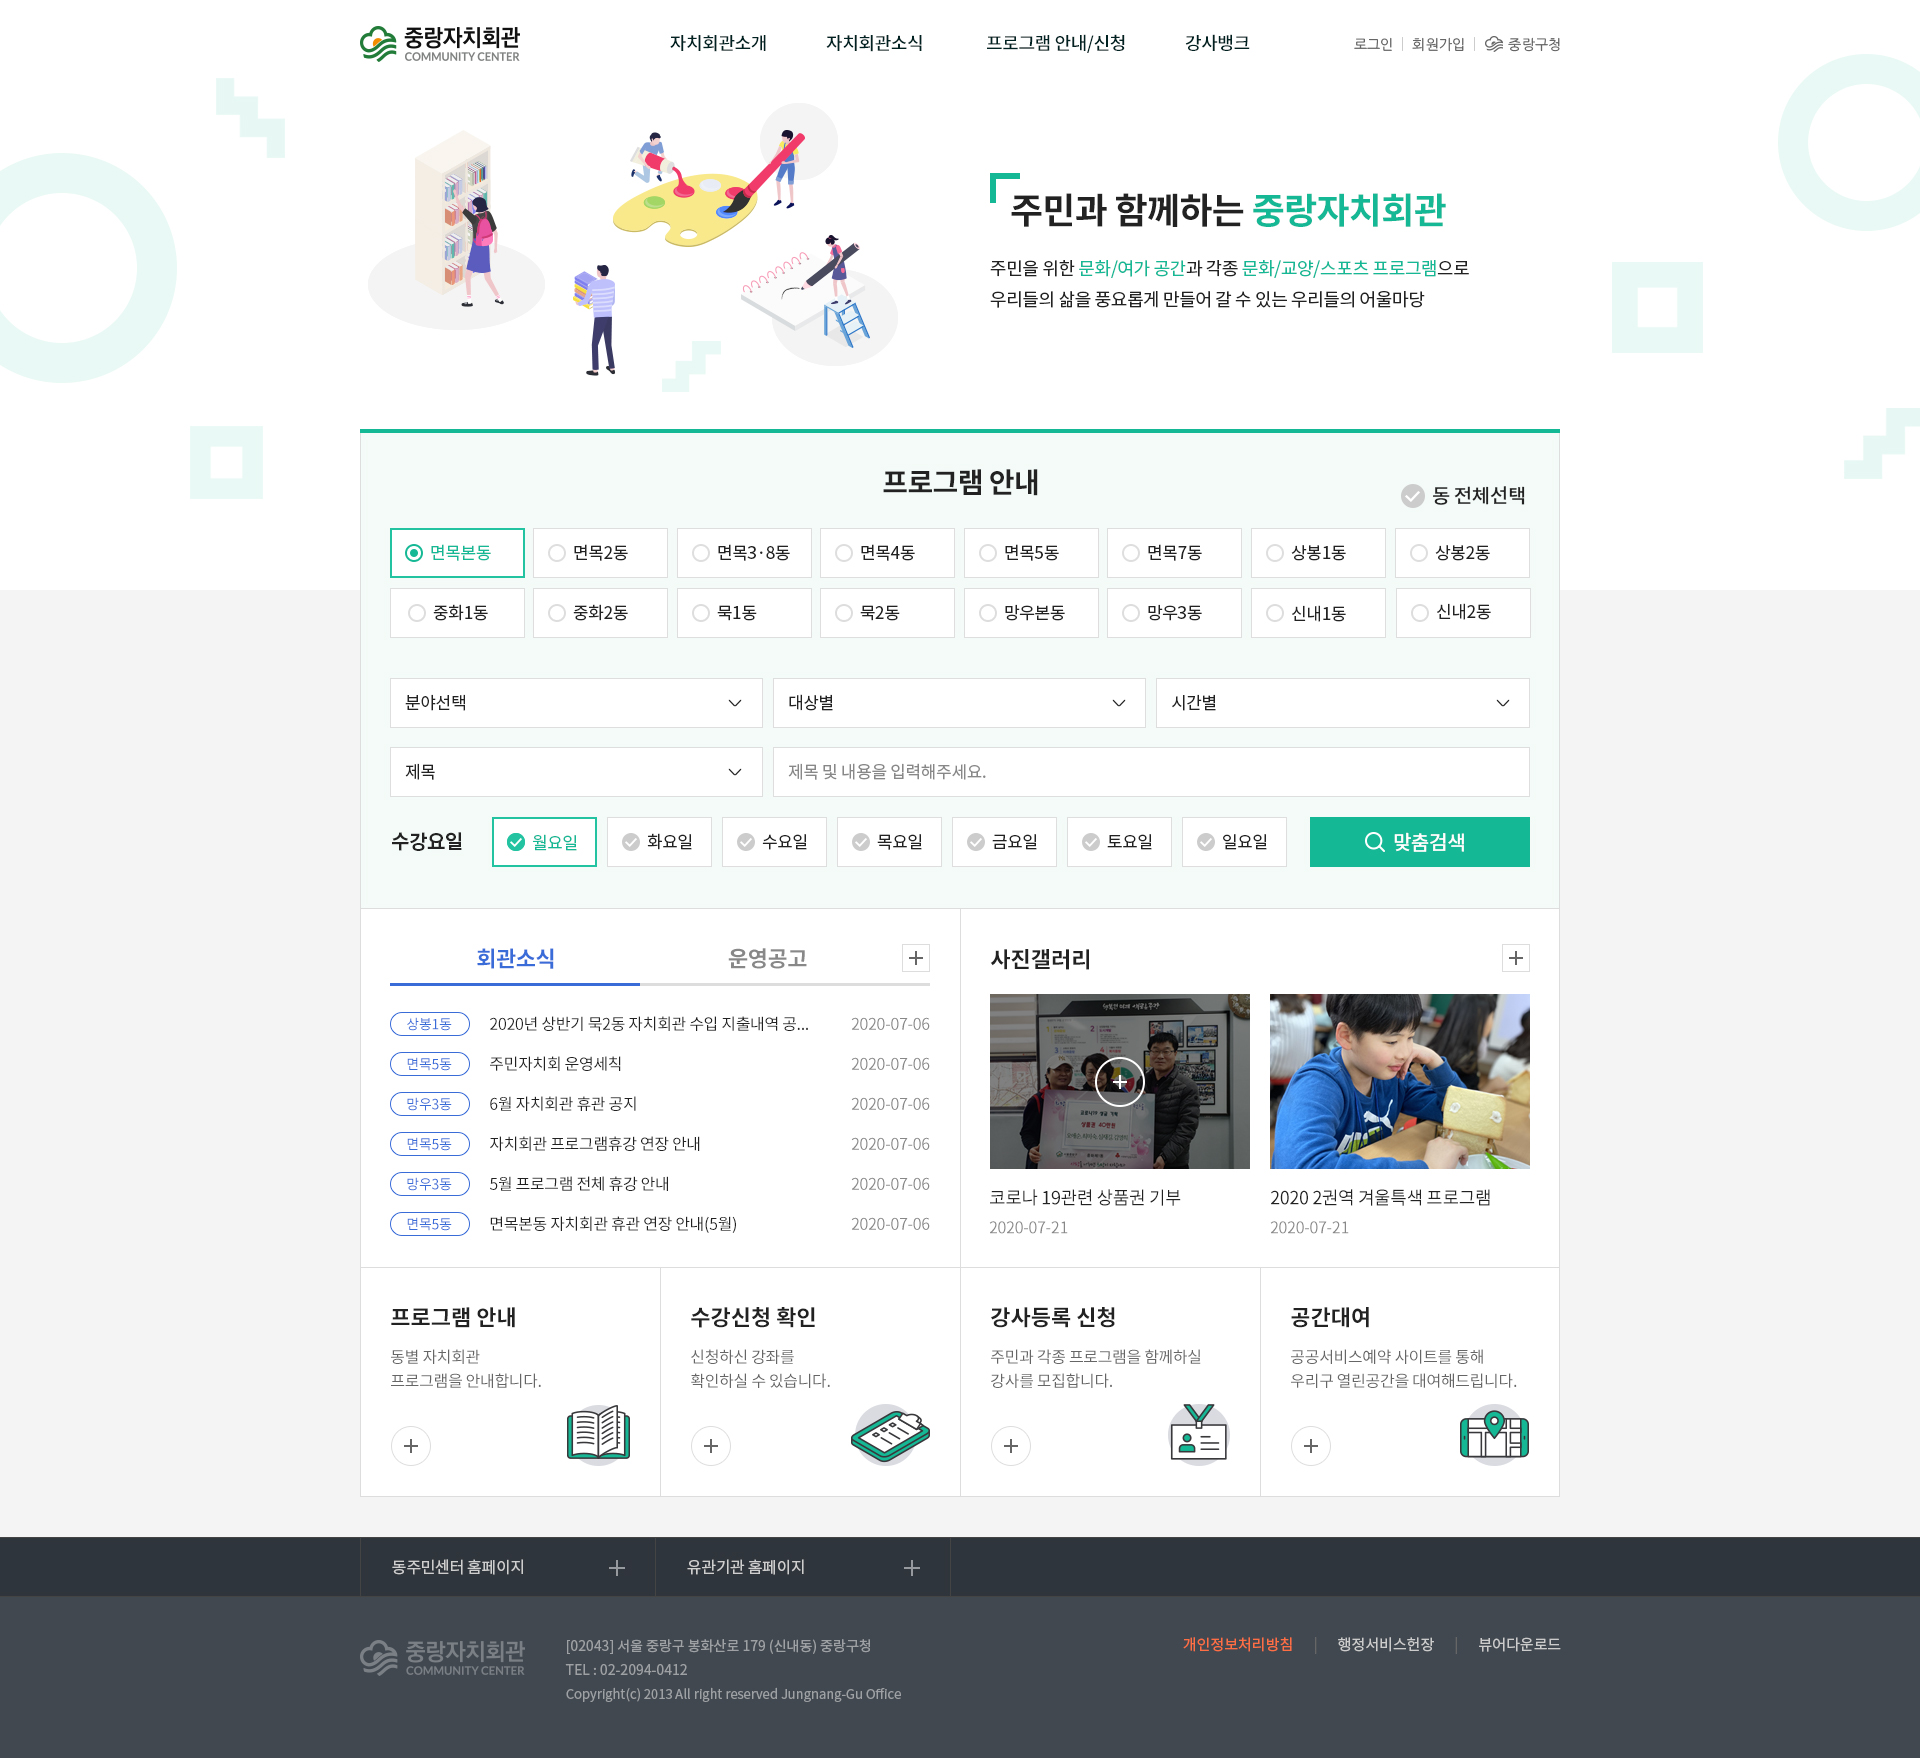 중랑자치회관
COMMUNITY CENTER
자치회관소개
자치회관소식
프로그램 안내/신청
강사뱅크
로그인
회원가입
중랑구청
주민과 함께하는 중랑자치회관
주민을 위한 문화/여가 공간과 각종 문화/교양/스포츠 프로그램으로
우리들의 삶을 풍요롭게 만들어 갈 수 있는 우리들의 어울마당
프로그램 안내
동 전체선택
면목본동
면목2동
면목3·8동
면목4동
면목5동
면목7동
상봉1동
상봉2동
중화1동
중화2동
묵1동
묵2동
망우본동
망우3동
신내1동
신내2동
분야선택
대상별
시간별
제목
제목 및 내용을 입력해주세요.
수강요일
월요일
화요일
수요일
목요일
금요일
토요일
일요일
맞춤검색
회관소식
운영공고
상봉1동 2020년 상반기 묵2동 자치회관 수입 지출내역 공... 2020-07-06
면목5동 주민자치회 운영세칙 2020-07-06
망우3동 6월 자치회관 휴관 공지 2020-07-06
면목5동 자치회관 프로그램휴강 연장 안내 2020-07-06
망우3동 5월 프로그램 전체 휴강 안내 2020-07-06
면목5동 면목본동 자치회관 휴관 연장 안내(5월) 2020-07-06
사진갤러리
상품권 40만원
코로나 19관련 상품권 기부
2020-07-21
2020 2권역 겨울특색 프로그램
2020-07-21
프로그램 안내
동별 자치회관
프로그램을 안내합니다.
수강신청 확인
신청하신 강좌를
확인하실 수 있습니다.
강사등록 신청
주민과 각종 프로그램을 함께하실
강사를 모집합니다.
공간대여
공공서비스예약 사이트를 통해
우리구 열린공간을 대여해드립니다.
동주민센터 홈페이지
유관기관 홈페이지
중랑자치회관
COMMUNITY CENTER
[02043] 서울 중랑구 봉화산로 179 (신내동) 중랑구청
TEL : 02-2094-0412
Copyright(c) 2013 All right reserved Jungnang-Gu Office
개인정보처리방침
행정서비스헌장
뷰어다운로드